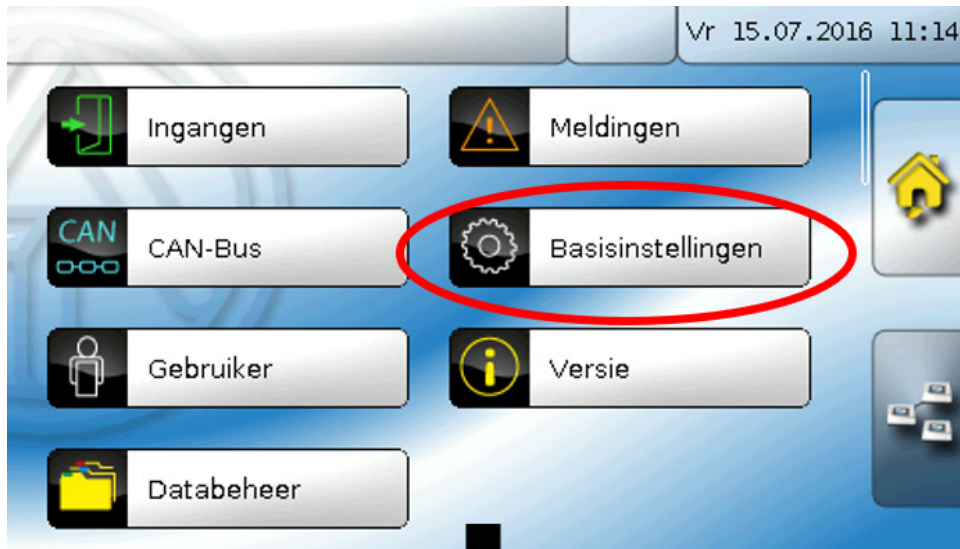 Vr 15.07.2016 11:14
Ingangen
Meldingen
CAN
CAN-Bus
Basisinstellingen
Gebruiker
Versie
Databeheer